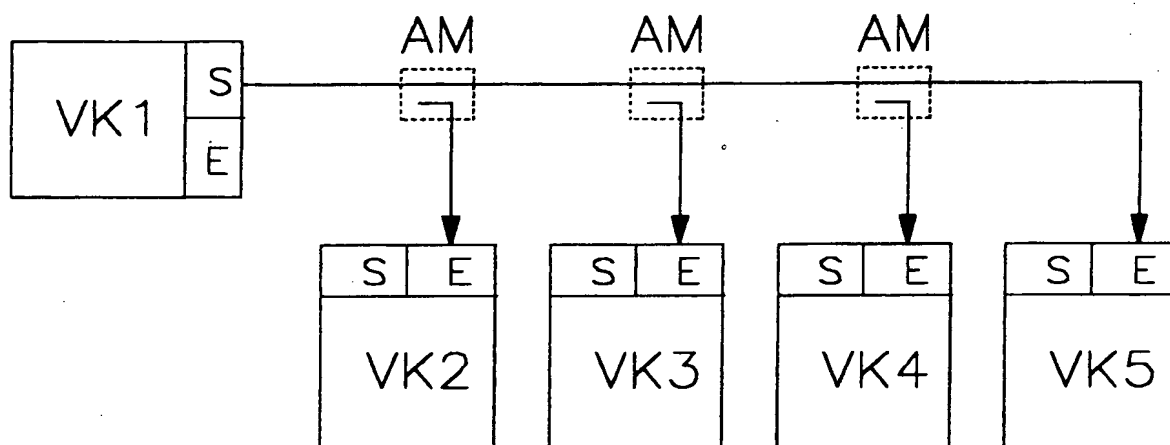 AM AM AM
S
VK1
E
S E S E S E S E
VK2 VK3 VK4 VK5